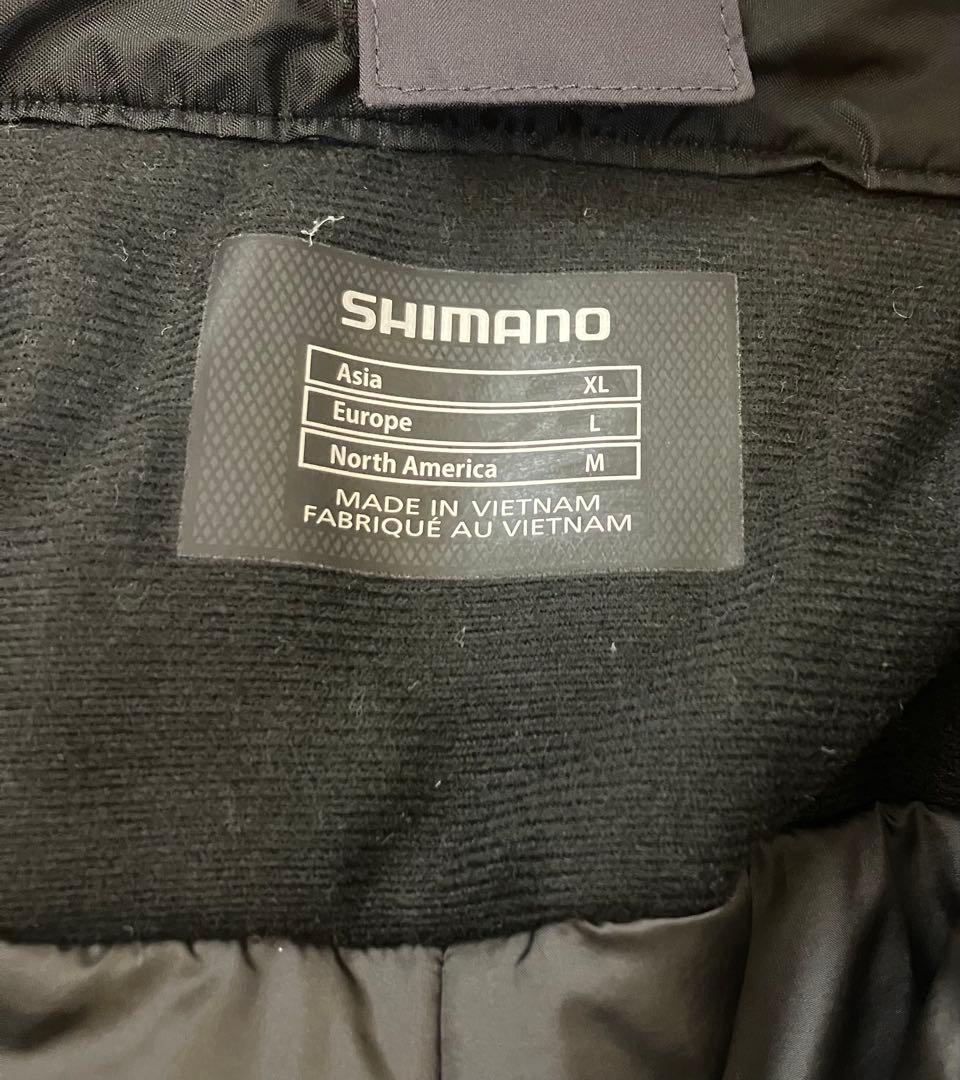 SHIMANO
Asia XL
Europe L
North America M
MADE IN VIETNAM
FABRIQUÉ AU VIETNAM